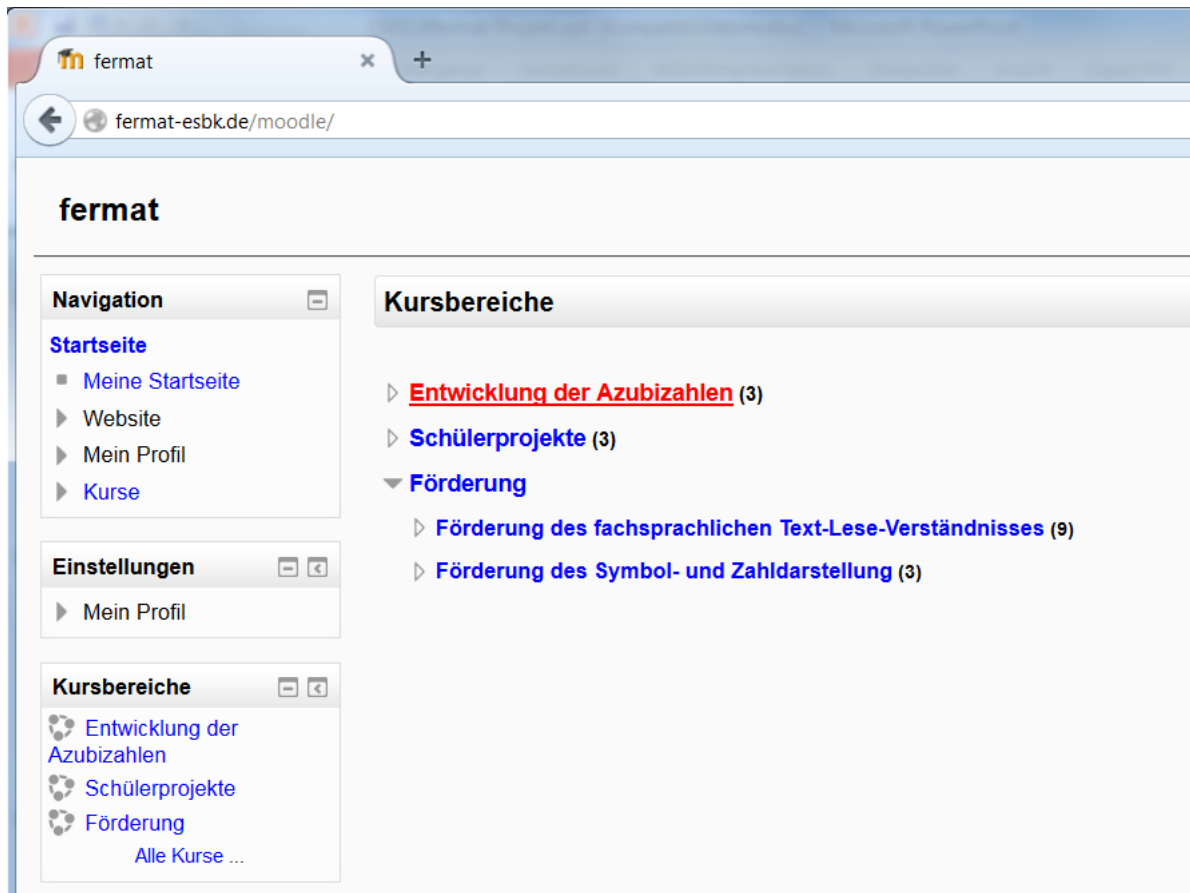 fermat
fermat-esbk.de/moodle/
fermat
Navigation
Startseite
Meine Startseite
Website
Mein Profil
Kurse
Einstellungen
Mein Profil
Kursbereiche
Entwicklung der
Azubizahlen
Schülerprojekte
Förderung
Alle Kurse ...
Kursbereiche
Entwicklung der Azubizahlen (3)
Schülerprojekte (3)
Förderung
Förderung des fachsprachlichen Text-Lese-Verständnisses (9)
Förderung des Symbol- und Zahldarstellung (3)